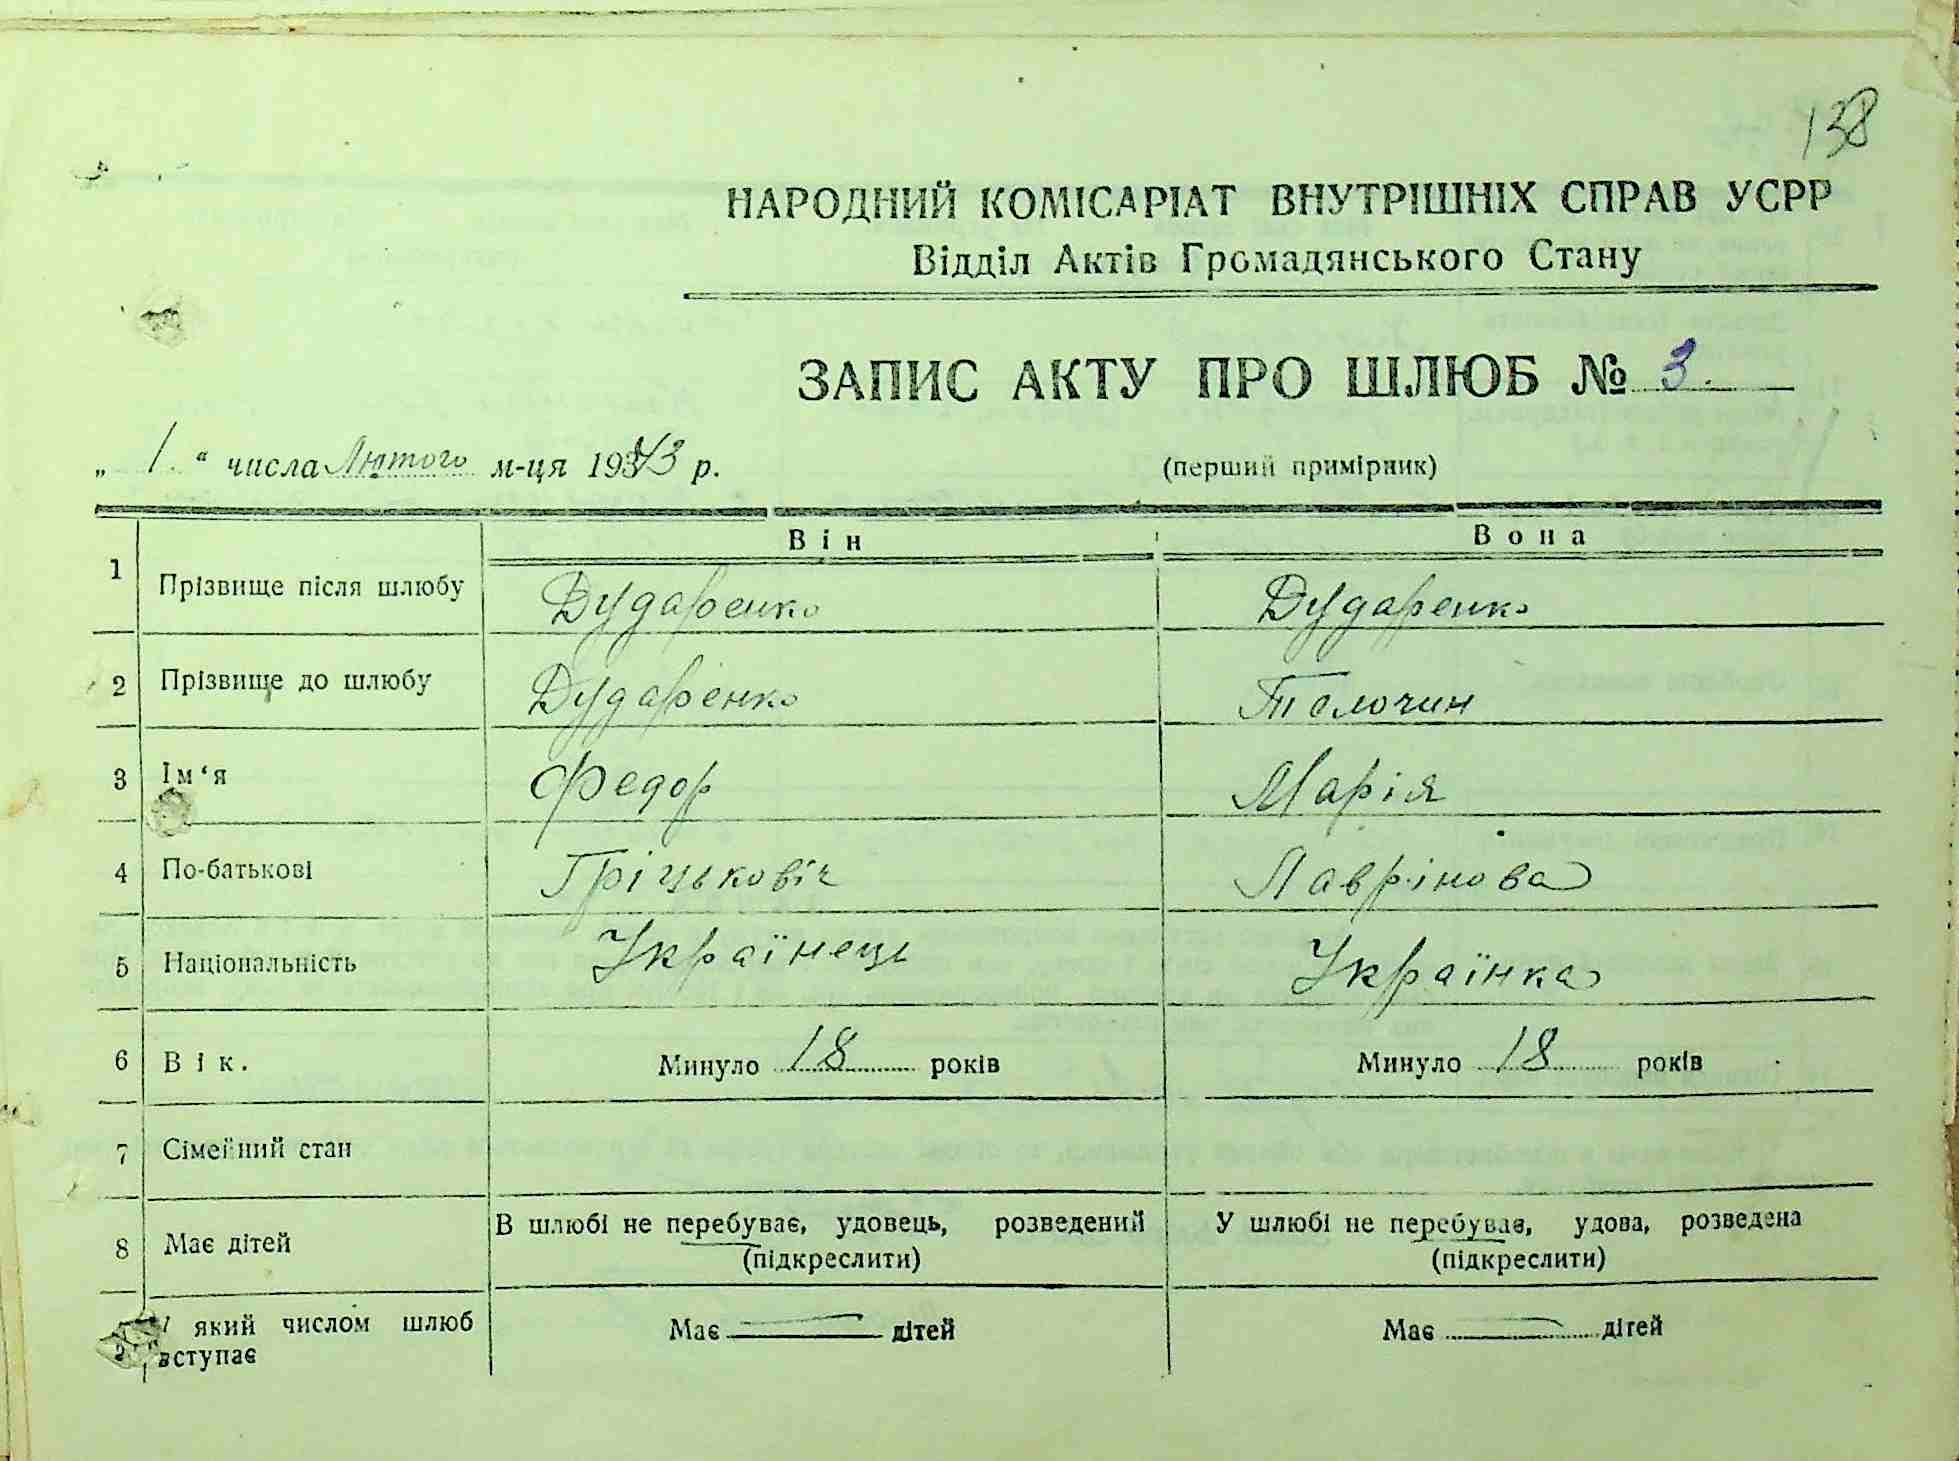 138
НАРОДНИЙ КОМІСАРІАТ ВНУТРІШНІХ СПРАВ УСРР
Відділ Актів Громадянського Стану
ЗАПИС АКТУ ПРО ШЛЮБ № 3.
„ 1. “ числа Лютого м-ця 1943 р.
(перший примірник)
Він Вона
1 Прізвище після шлюбу Дударенко Дударенко
2 Прізвище до шлюбу Дударенко Телочин
3 Ім‘я Федор Марія
4 По-батькові Гріцьковіч Лаврінова
5 Національність Українець Українка
6 Вік. Минуло 18 років Минуло 18 років
7 Сімейний стан
8 Має дітей В шлюбі не перебуває, удовець, розведений У шлюбі не перебував, удова, розведена
(підкреслити) (підкреслити)
який числом шлюб Має — дітей Має — дітей
вступає